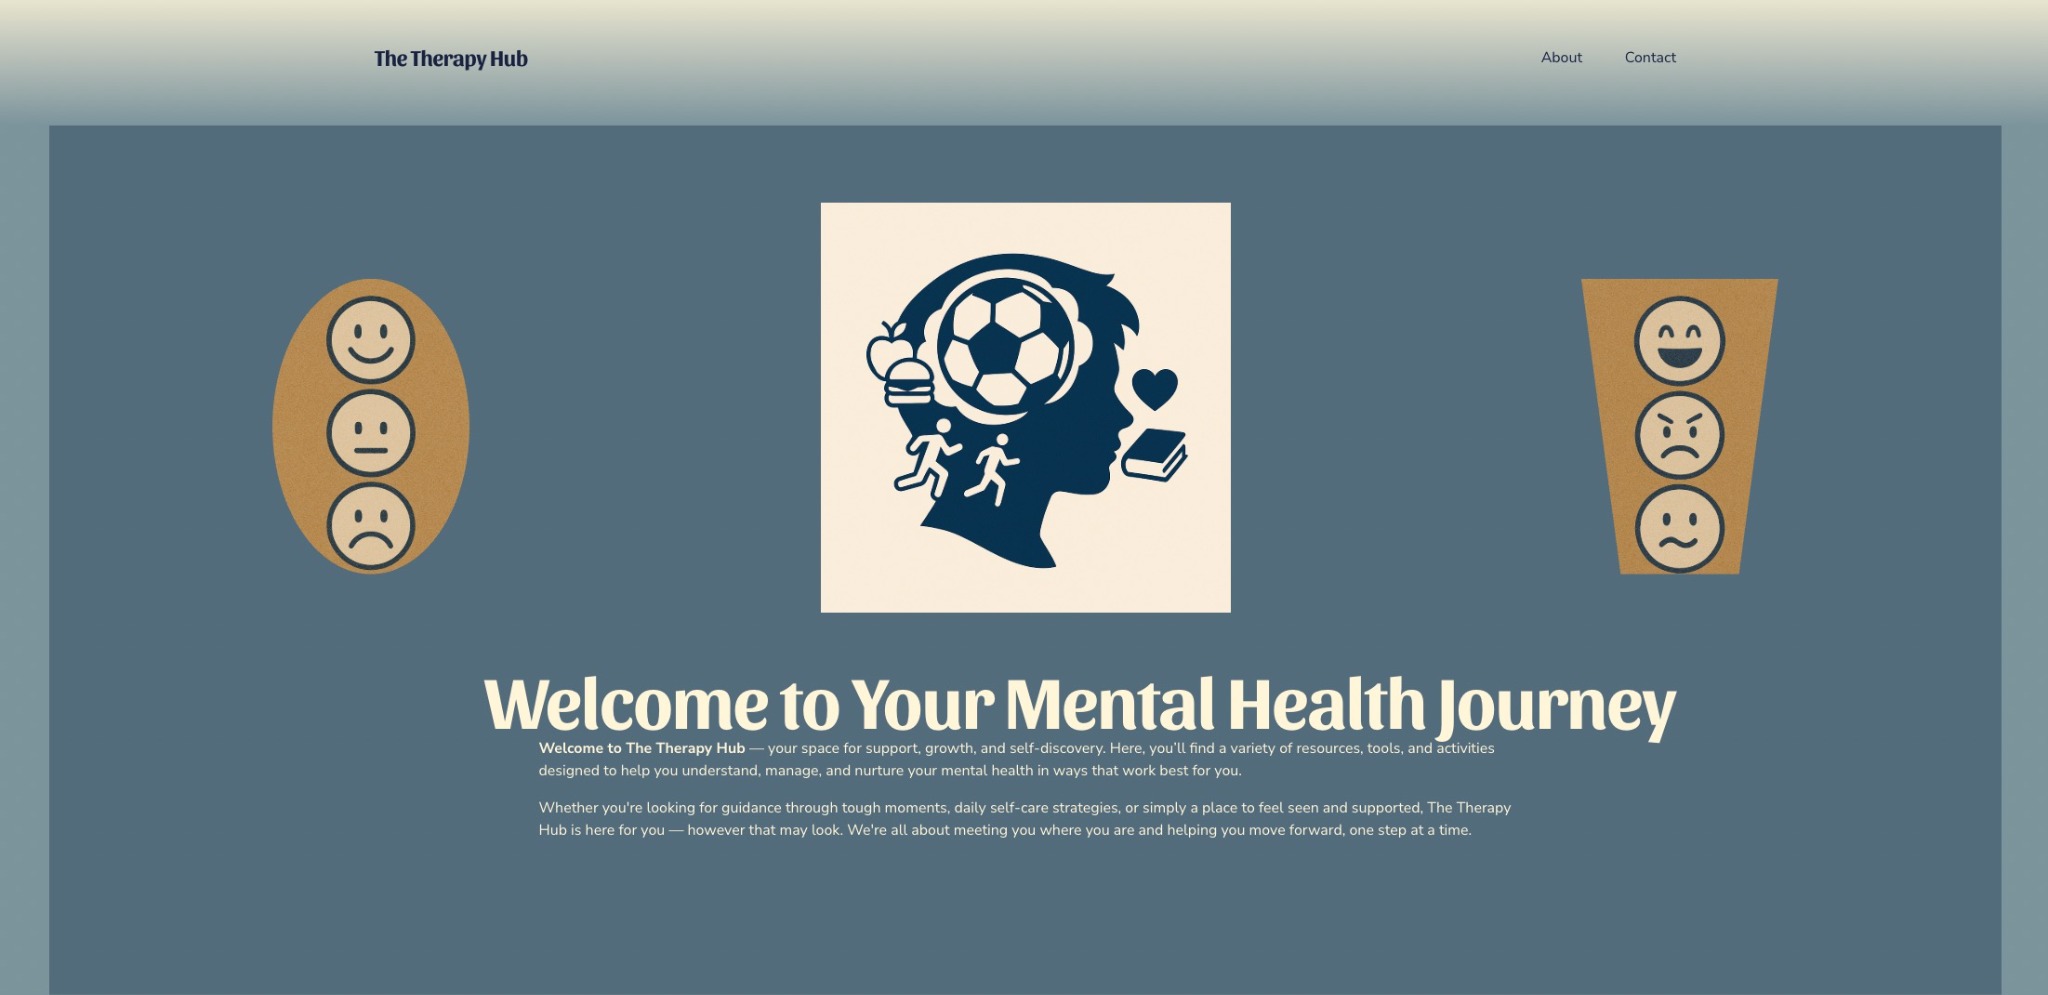 The Therapy Hub
About
Contact
Welcome to Your Mental Health Journey
Welcome to The Therapy Hub — your space for support, growth, and self-discovery. Here, you’ll find a variety of resources, tools, and activities
designed to help you understand, manage, and nurture your mental health in ways that work best for you.
Whether you're looking for guidance through tough moments, daily self-care strategies, or simply a place to feel seen and supported, The Therapy
Hub is here for you — however that may look. We're all about meeting you where you are and helping you move forward, one step at a time.